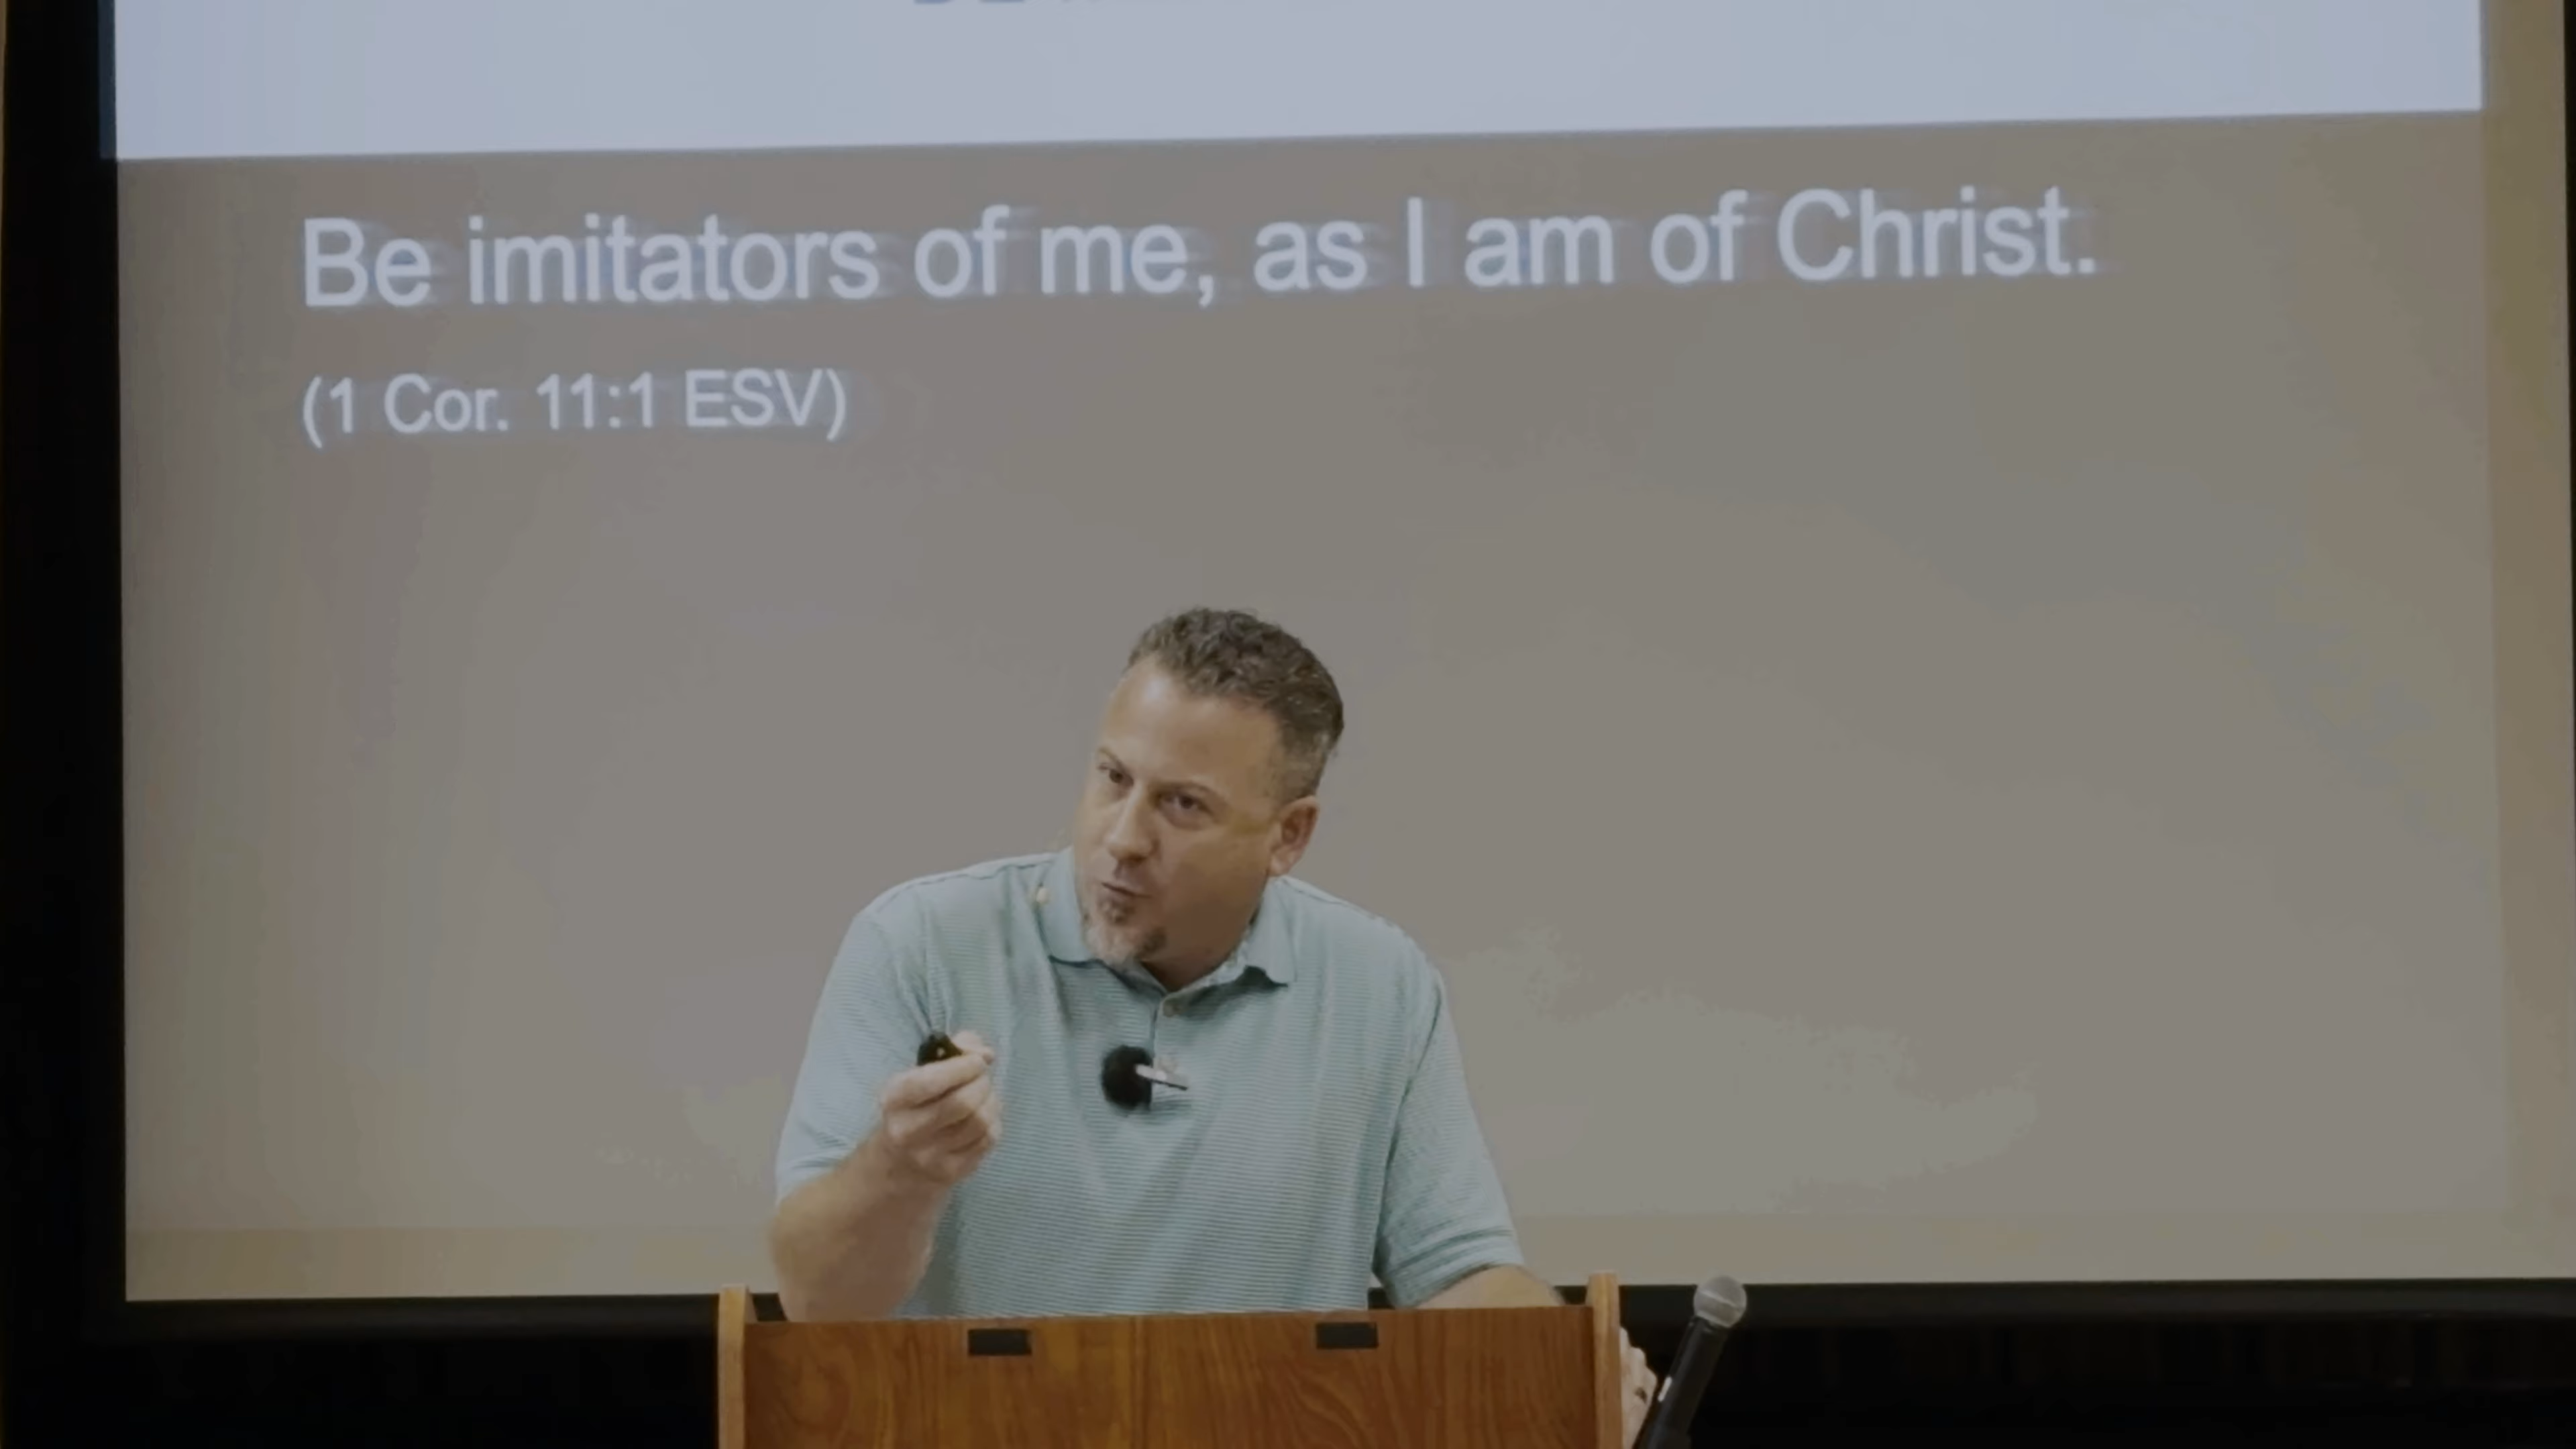 Be imitators of me, as I am of Christ.
(1 Cor. 11:1 ESV)